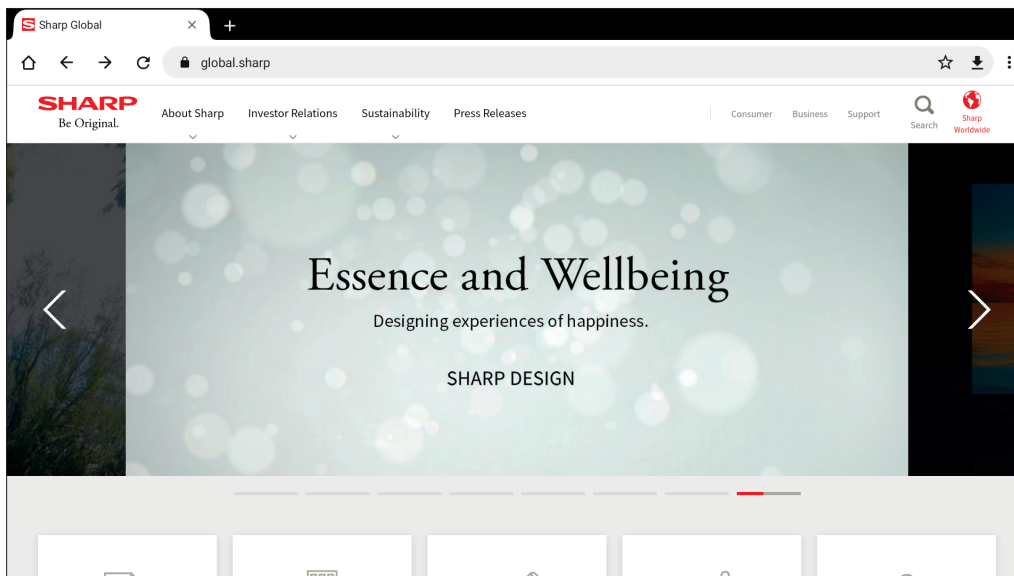 Sharp Global
global.sharp
SHARP
Be Original.
About Sharp
Investor Relations
Sustainability
Press Releases
Consumer
Business
Support
Search
Sharp
Worldwide
Essence and Wellbeing
Designing experiences of happiness.
SHARP DESIGN